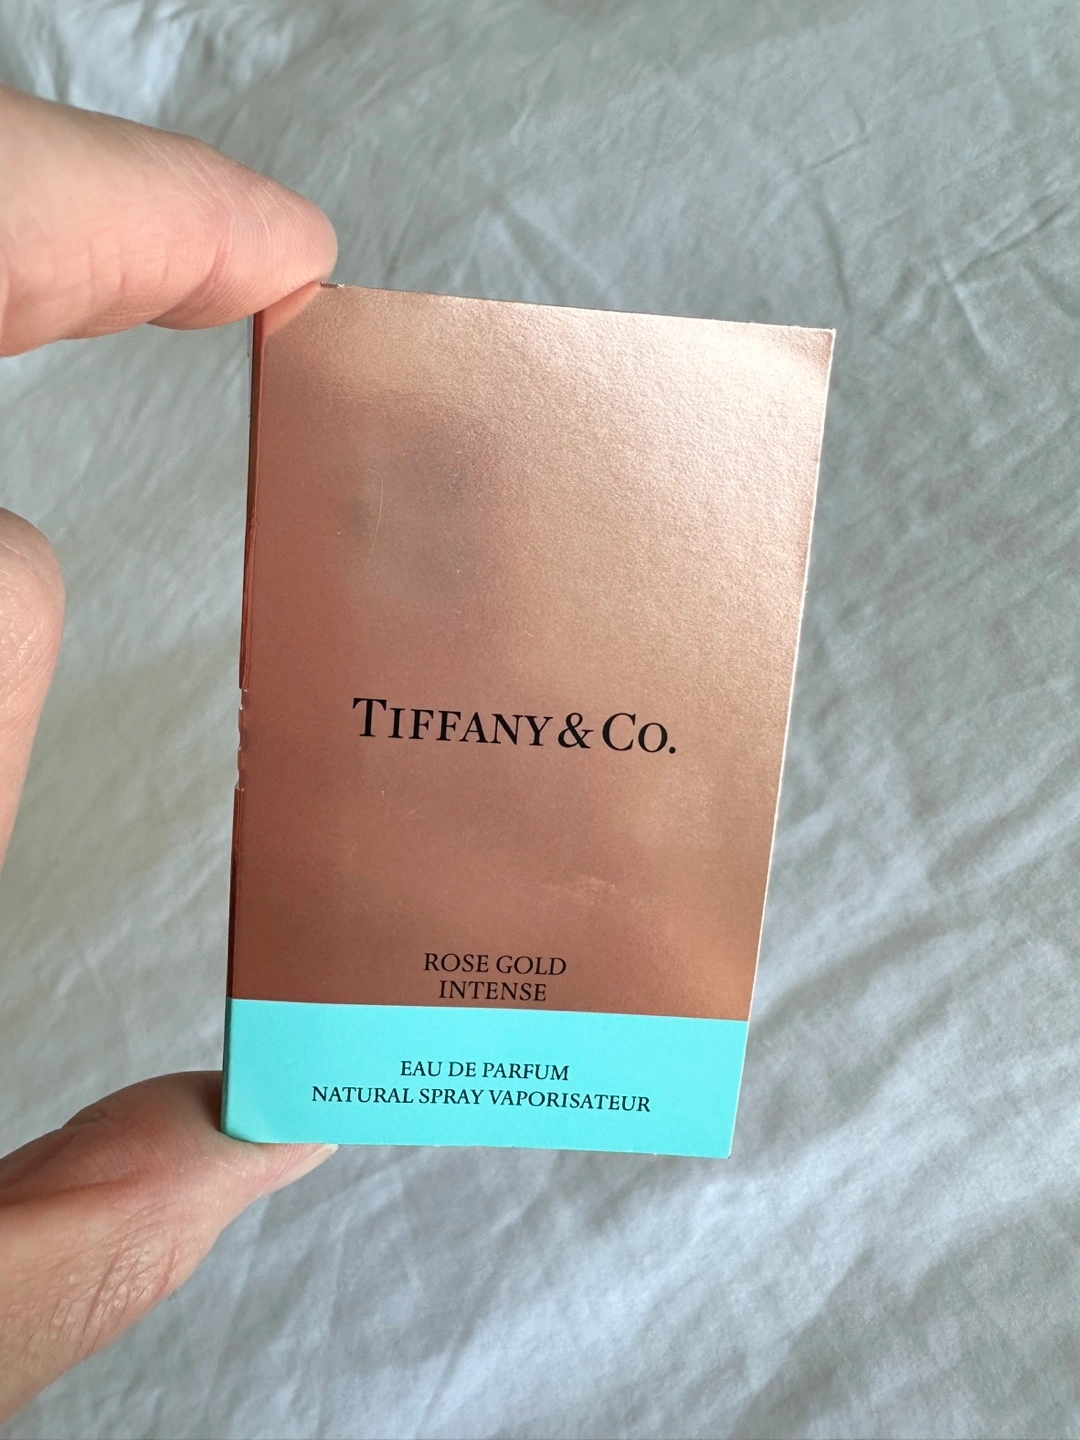 TIFFANY & CO.
ROSE GOLD
INTENSE
EAU DE PARFUM
NATURAL SPRAY VAPORISATEUR